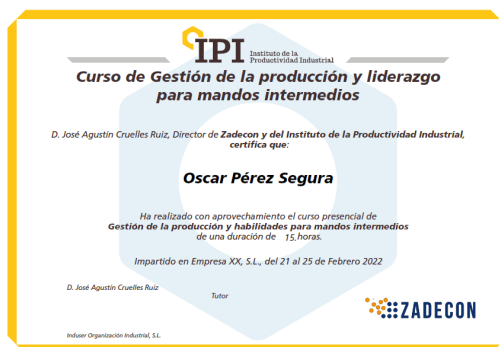 IPI Instituto de la
Productividad Industrial
Curso de Gestión de la producción y liderazgo
para mandos intermedios
D. José Agustín Cruelles Ruiz, Director de Zadecon y del Instituto de la Productividad Industrial,
certifica que:
Oscar Pérez Segura
Ha realizado con aprovechamiento el curso presencial de
Gestión de la producción y habilidades para mandos intermedios
de una duración de 15,horas.
Impartido en Empresa XX, S.L., del 21 al 25 de Febrero 2022
D. José Agustín Cruelles Ruiz
Tutor
ZADECON
Induser Organización Industrial, S.L.